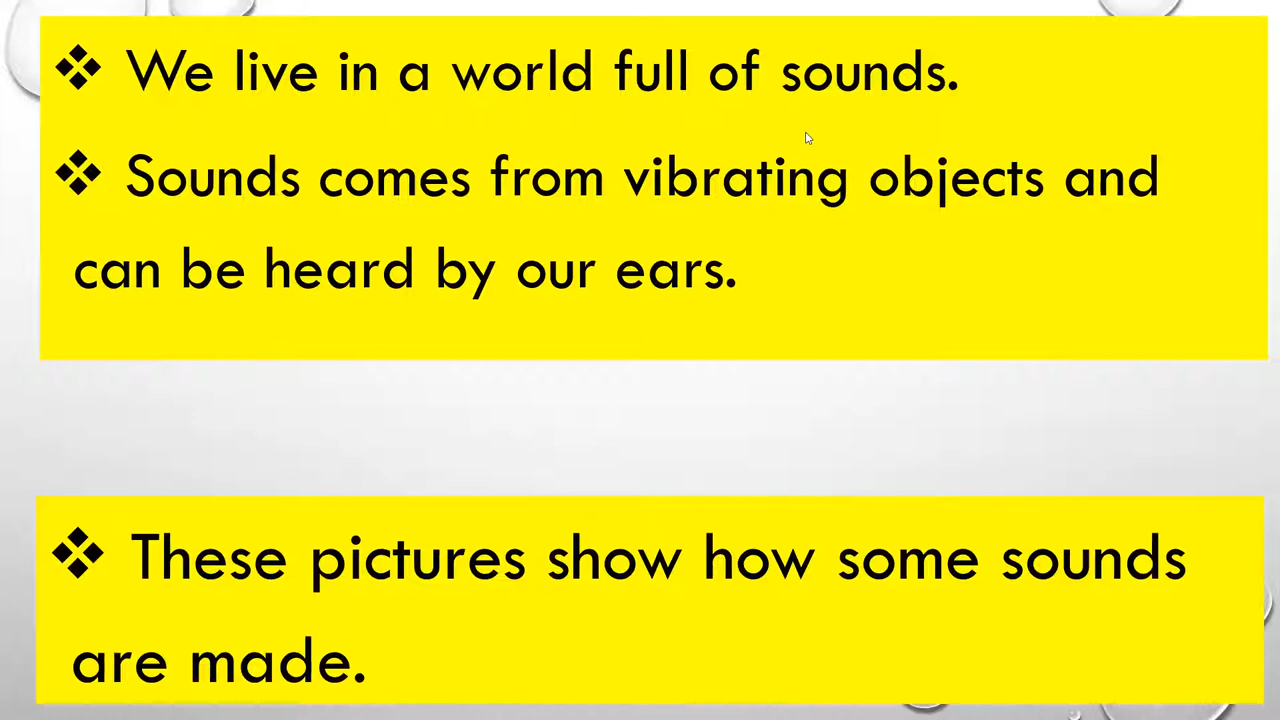 ❖ We live in a world full of sounds.
❖ Sounds comes from vibrating objects and
can be heard by our ears.
❖ These pictures show how some sounds
are made.